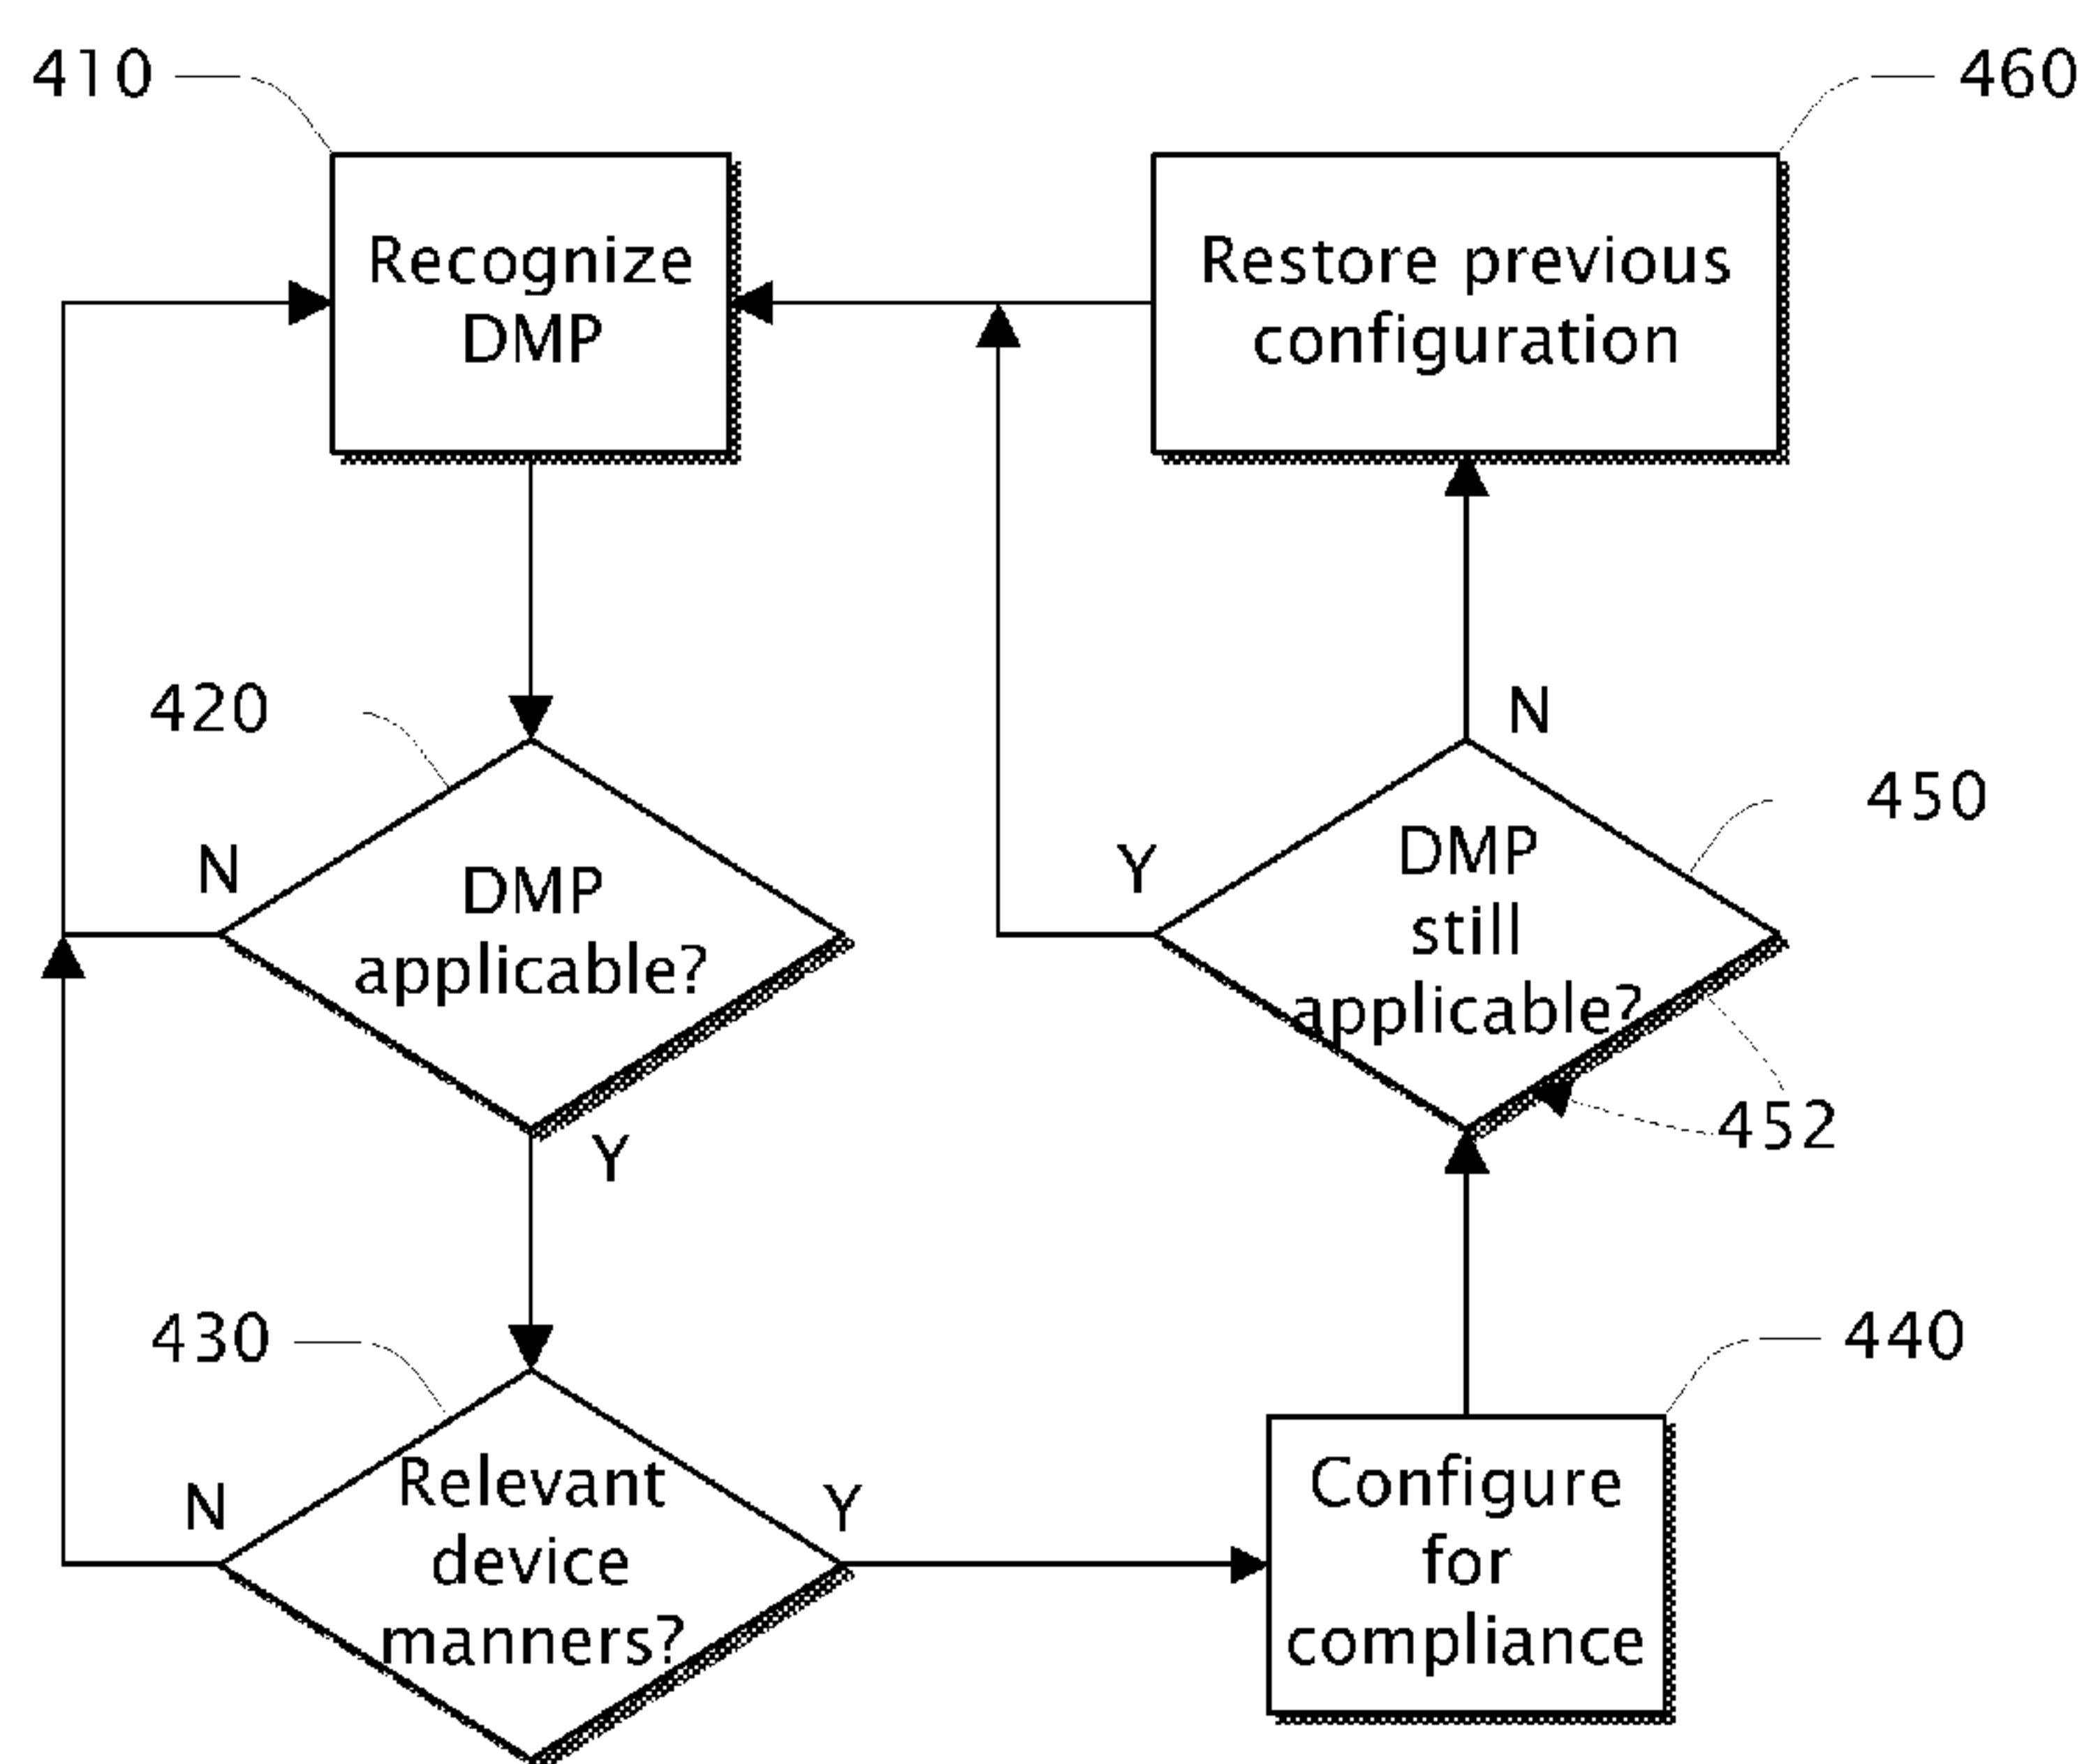 410
460
Recognize
DMP
Restore previous
configuration
420
N
450
N
DMP
applicable?
Y
DMP
still
applicable?
Y
452
430
440
N
Relevant
device
manners?
Y
Configure
for
compliance